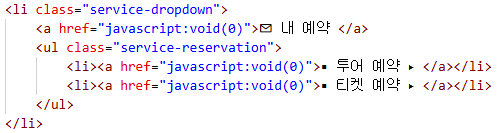 <li class="service-dropdown">
<a href="javascript:void(0)">🖂 내 예약 </a>
<ul class="service-reservation">
<li><a href="javascript:void(0)">▪ 투어 예약 ▸ </a></li>
<li><a href="javascript:void(0)">▪ 티켓 예약 ▸ </a></li>
</ul>
</li>